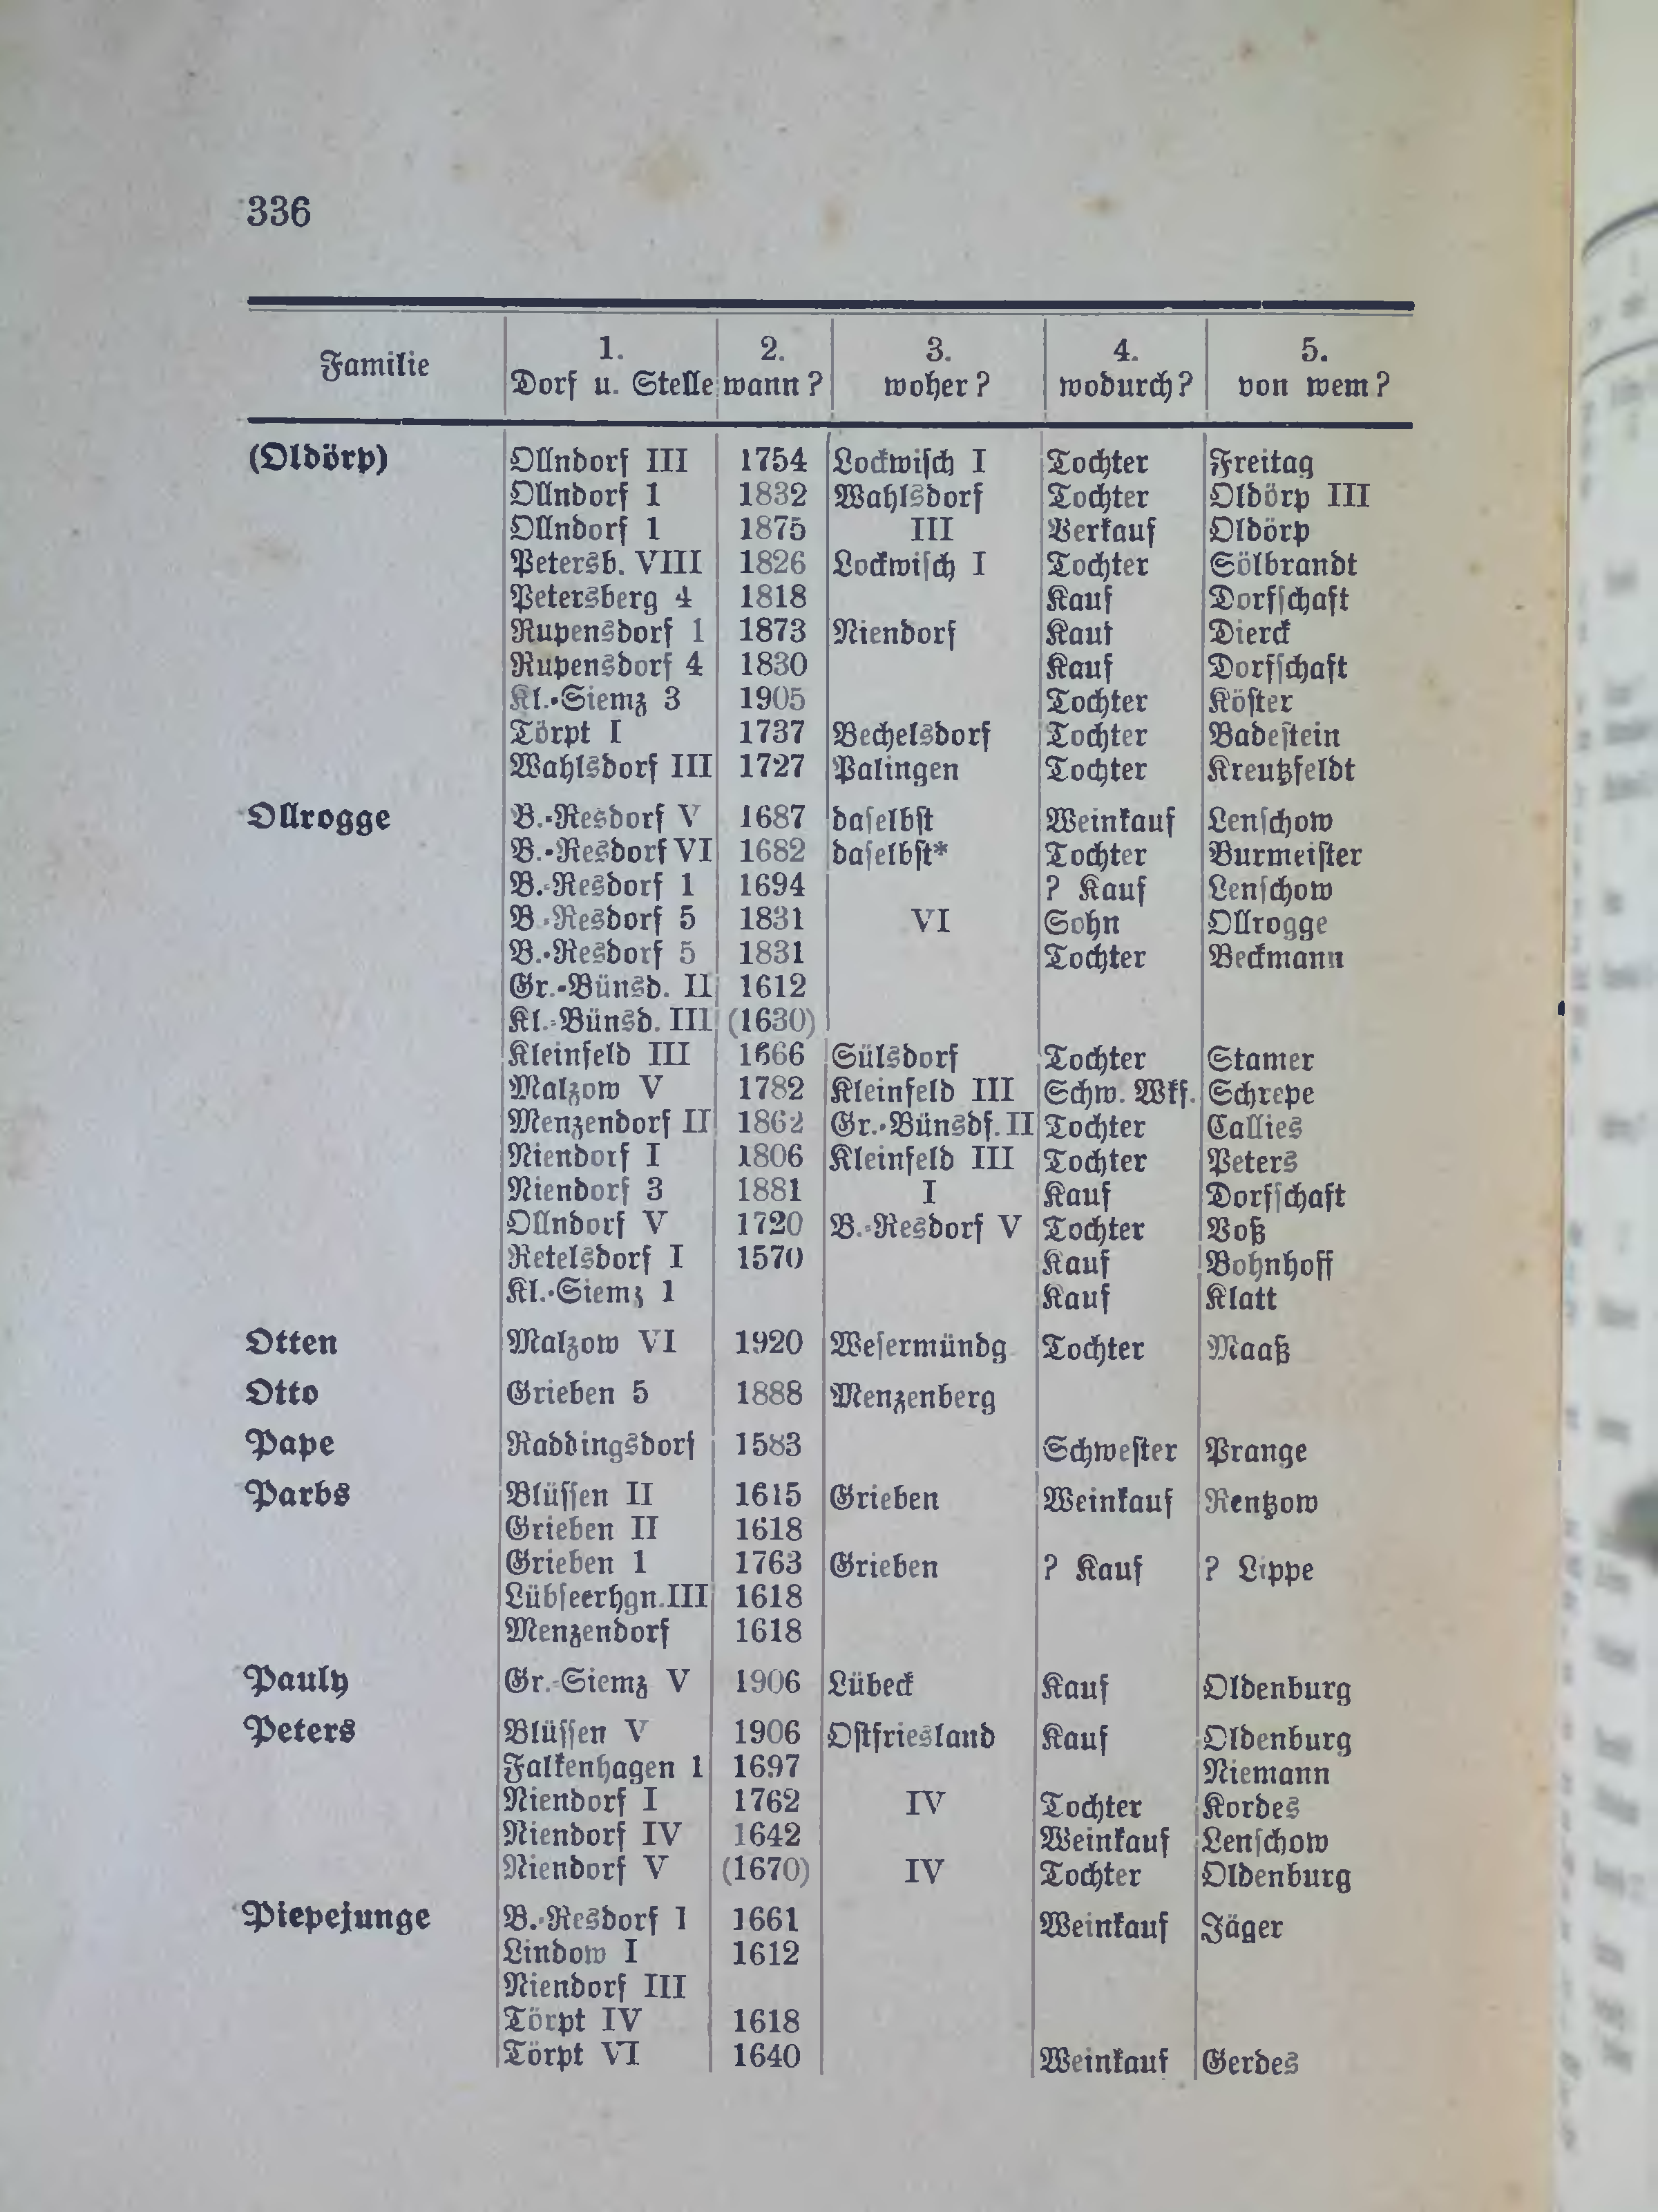 336
Familie 1. Dorf u. Stelle 2. wann? 3. woher? 4. wodurch? 5. von wem?
(Oldörp) Ollndorf III 1754 Lockwisch I Tochter Freitag
Ollndorf 1 1832 Wahlsdorf Tochter Oldörp III
Ollndorf 1 1875 III Verkauf Oldörp
Petersb. VIII 1826 Lockwisch I Tochter Sölbrandt
Petersberg 4 1818 Kauf Dorfschaft
Rupensdorf 1 1873 Niendorf Kauf Dierck
Rupensdorf 4 1830 Kauf Dorfschaft
Kl.-Siemz 3 1905 Tochter Köster
Törpt I 1737 Bechelsdorf Tochter Badestein
Wahlsdorf III 1727 Palingen Tochter Kreutzfeldt
Ollrogge B.-Resdorf V 1687 daselbst Weinkauf Lenschow
B.-Resdorf VI 1682 daselbst* Tochter Burmeister
B.-Resdorf 1 1694 ? Kauf Lenschow
B.-Resdorf 5 1831 VI Sohn Ollrogge
B.-Resdorf 5 1831 Tochter Beckmann
Gr.-Bünsd. II 1612
Kl.-Bünsd. III (1630)
Kleinfeld III 1666 Sülsdorf Tochter Stamer
Malzow V 1782 Kleinfeld III Schw. Wkf. Schrepe
Menzendorf II 1862 Gr.-Bünsdf. II Tochter Callies
Niendorf I 1806 Kleinfeld III Tochter Peters
Niendorf 3 1881 I Kauf Dorfschaft
Ollndorf V 1720 B.-Resdorf V Tochter Voß
Retelsdorf I 1570 Kauf Bohnhoff
Kl.-Siemz 1 Kauf Klatt
Otten Malzow VI 1920 Wesermündg Tochter Maaß
Otto Grieben 5 1888 Menzenberg
Pape Raddingsdorf 1583 Schwester Prange
Parbs Blüssen II 1615 Grieben Weinkauf Rentzow
Grieben II 1618
Grieben 1 1763 Grieben ? Kauf ? Lippe
Lübseerhgn. III 1618
Menzendorf 1618
Pauly Gr.-Siemz V 1906 Lübeck Kauf Oldenburg
Peters Blüssen V 1906 Ostfriesland Kauf Oldenburg
Falkenhagen 1 1697 Niemann
Niendorf I 1762 IV Tochter Kordes
Niendorf IV 1642 Weinkauf Lenschow
Niendorf V (1670) IV Tochter Oldenburg
Piepejunge B.-Resdorf 1 1661 Weinkauf Jäger
Lindow I 1612
Niendorf III
Törpt IV 1618
Törpt VI 1640 Weinkauf Gerdes